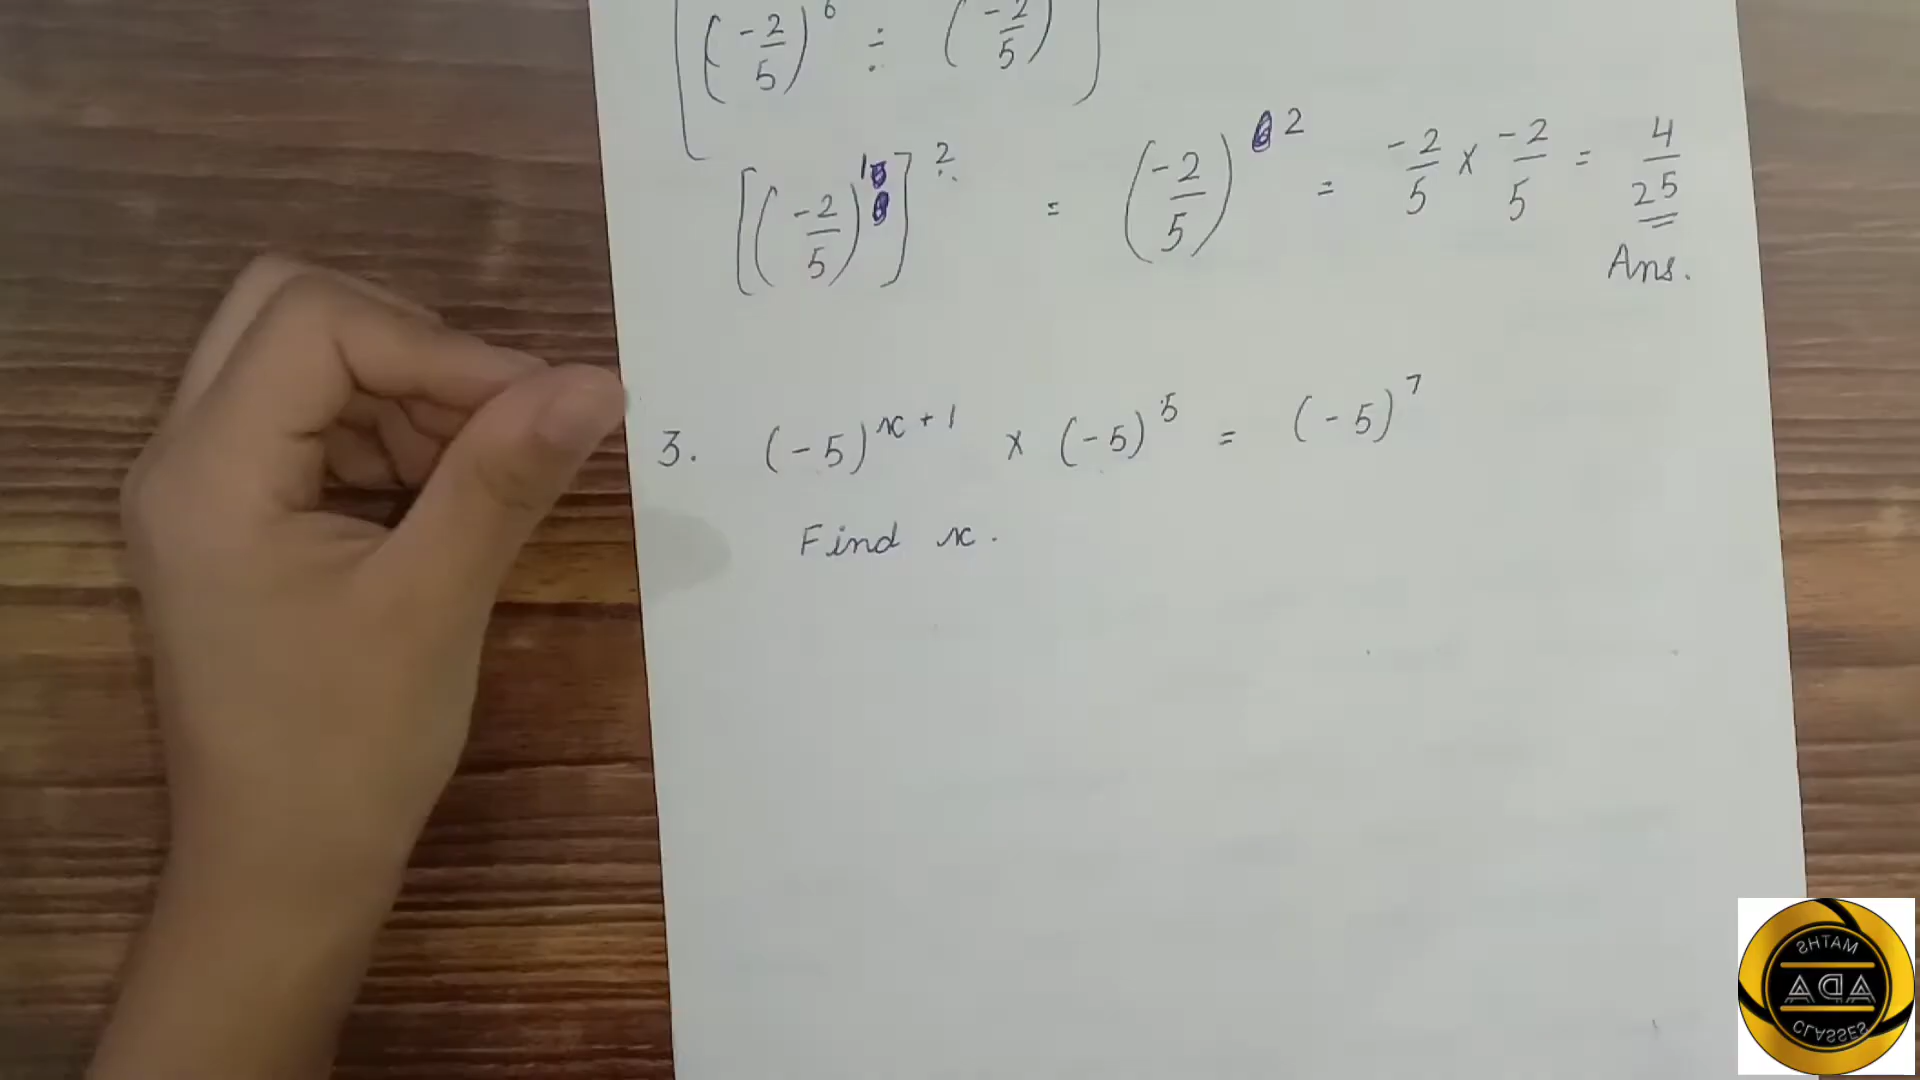 [(-2/5)^6 ÷ (-2/5)]
[(-2/5)^1]^2 = (-2/5)^2 = -2/5 × -2/5 = 4/25
Ans.
3. (-5)^x+1 × (-5)^5 = (-5)^7
Find x.
MATHS
ADA
CLASSES